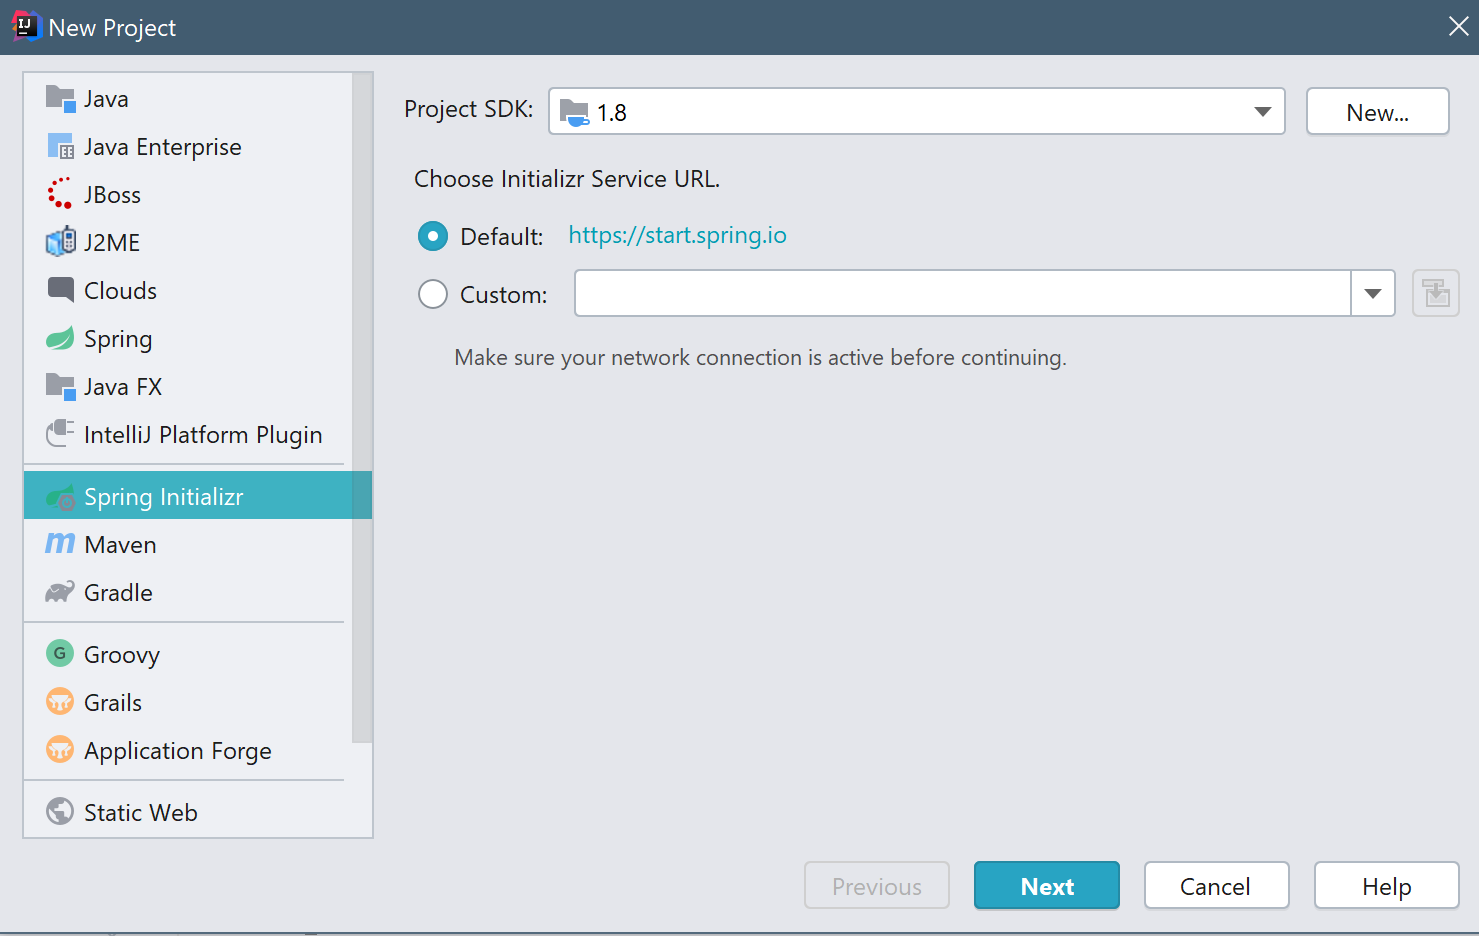 New Project
Java
Java Enterprise
JBoss
J2ME
Clouds
Spring
Java FX
IntelliJ Platform Plugin
Spring Initializr
Maven
Gradle
G Groovy
Grails
Application Forge
Static Web
Project SDK: 1.8 New...
Choose Initializr Service URL.
Default: https://start.spring.io
Custom:
Make sure your network connection is active before continuing.
Previous Next Cancel Help